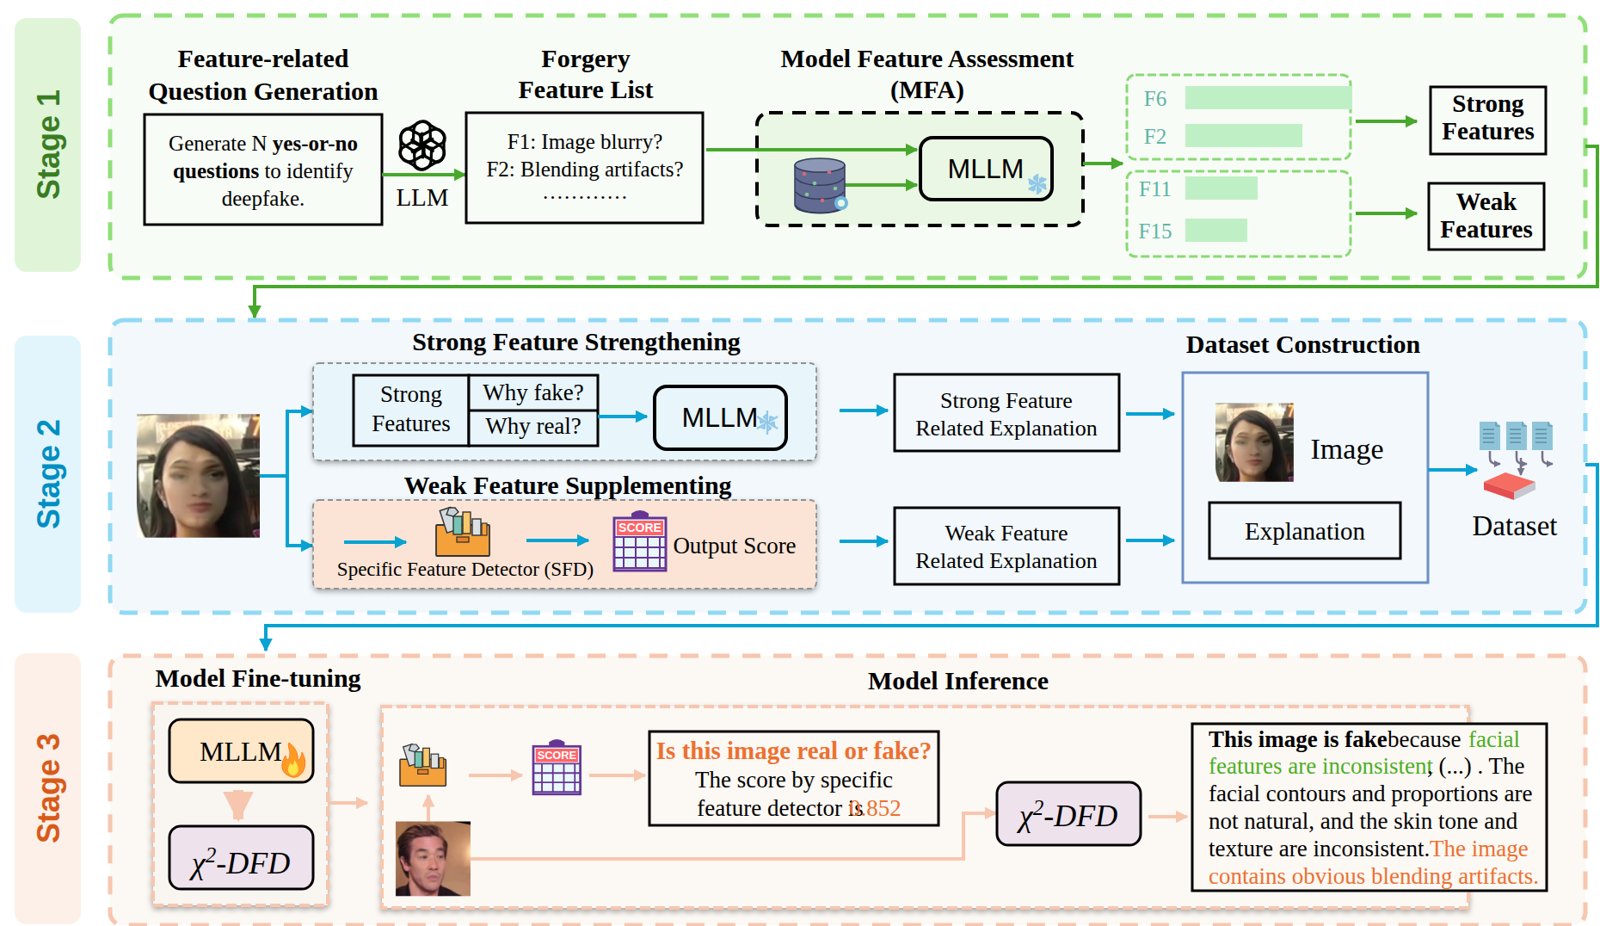 Stage 1
Feature-related
Question Generation
Generate N yes-or-no
questions to identify
deepfake.
LLM
Forgery
Feature List
F1: Image blurry?
F2: Blending artifacts?
…………
Model Feature Assessment
(MFA)
MLLM
F6
F2
F11
F15
Strong
Features
Weak
Features
Stage 2
Strong Feature Strengthening
Strong
Features
Why fake?
Why real?
MLLM
Weak Feature Supplementing
Specific Feature Detector (SFD)
SCORE
Output Score
Strong Feature
Related Explanation
Weak Feature
Related Explanation
Dataset Construction
Image
Explanation
Dataset
Stage 3
Model Fine-tuning
MLLM
χ²-DFD
Model Inference
SCORE
Is this image real or fake?
The score by specific
feature detector is 0.852
χ²-DFD
This image is fake because facial
features are inconsistent, (...) . The
facial contours and proportions are
not natural, and the skin tone and
texture are inconsistent.The image
contains obvious blending artifacts.